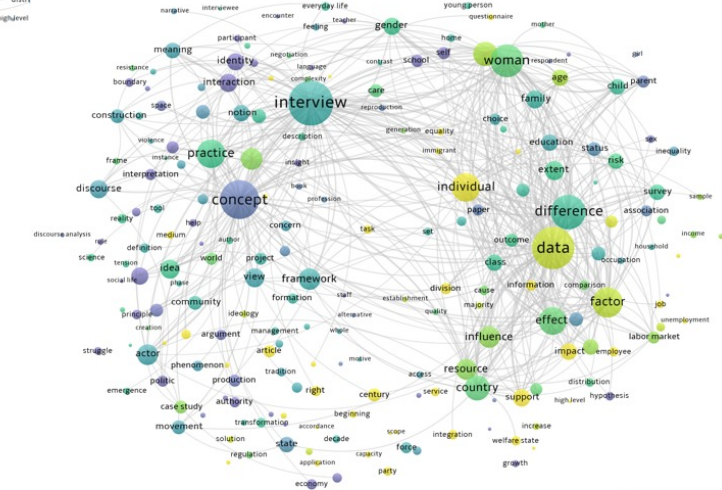 narrative
interviewee
everyday life
young person
high level
encounter
teacher
questionnaire
feeling
gender
mother
participant
home
meaning
negotiation
self
girl
identity
contrast
school
woman
respondent
resistance
language
boundary
interaction
complexity
care
age
child
parent
space
interview
reproduction
family
construction
notion
choice
generation
equality
violence
description
education
status
sex
frame
instance
practice
immigrant
inequality
insight
extent
risk
interpretation
discourse
book
individual
survey
concept
profession
sample
tool
paper
difference
association
reality
help
concern
discourse analysis
medium
task
set
income
role
author
outcome
data
household
definition
science
world
project
occupation
tension
idea
class
social life
phase
view
framework
information
comparison
division
cause
community
formation
staff
establishment
majority
factor
job
principle
ideology
alternative
quality
effect
unemployment
creation
argument
management
whole
influence
labor market
struggle
actor
article
motive
impact
employee
phenomenon
tradition
access
resource
politic
production
country
distribution
emergence
right
century
service
support
high level
hypothesis
case study
authority
beginning
movement
transformation
accordance
increase
solution
decade
scope
integration
welfare state
state
force
regulation
capacity
application
party
growth
economy